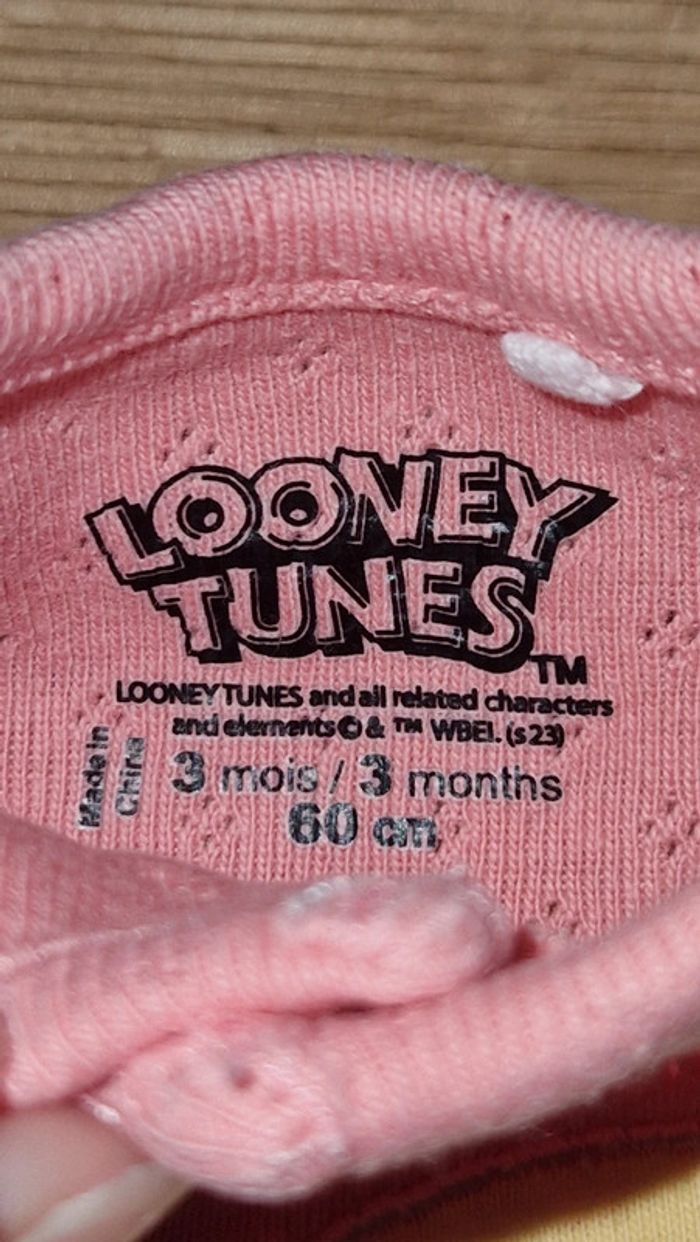 LOONEY
TUNES
TM
LOONEY TUNES and all related characters
and elements © & ™ WBEI. (s23)
Made in
China
3 mois / 3 months
60 cm